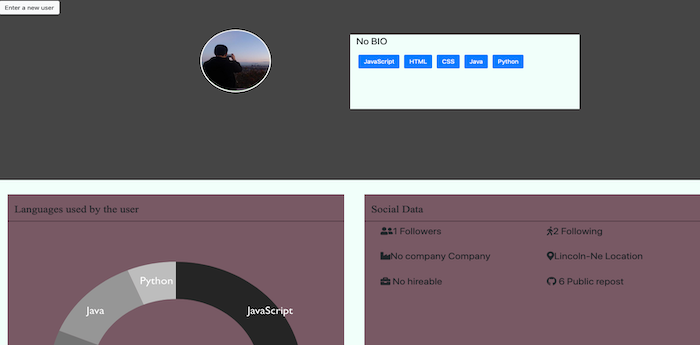 Enter a new user
No BIO
JavaScript HTML CSS Java Python
Languages used by the user
Python
Java
JavaScript
Social Data
1 Followers
2 Following
No company Company
Lincoln-Ne Location
No hireable
6 Public repost